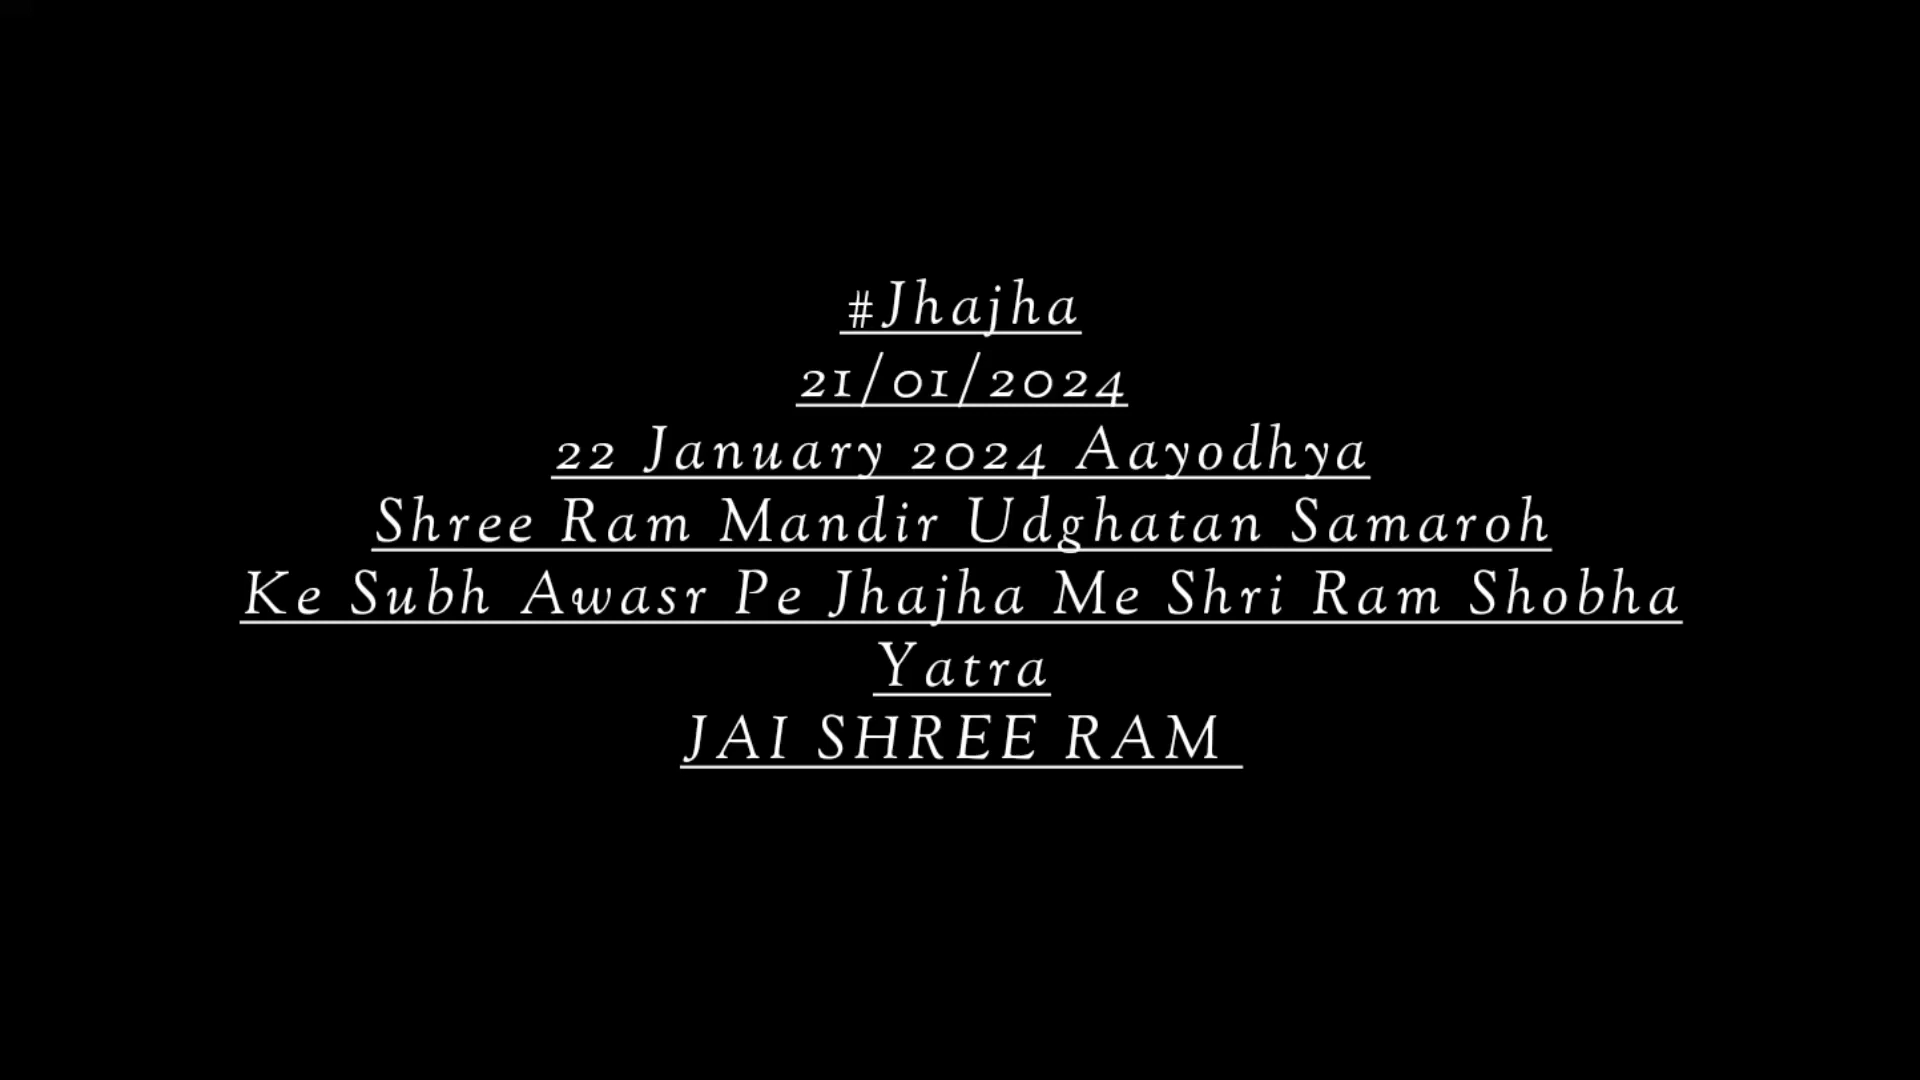 #Jhajha
21/01/2024
22 January 2024 Aayodhya
Shree Ram Mandir Udghatan Samaroh
Ke Subh Awasr Pe Jhajha Me Shri Ram Shobha
Yatra
JAI SHREE RAM